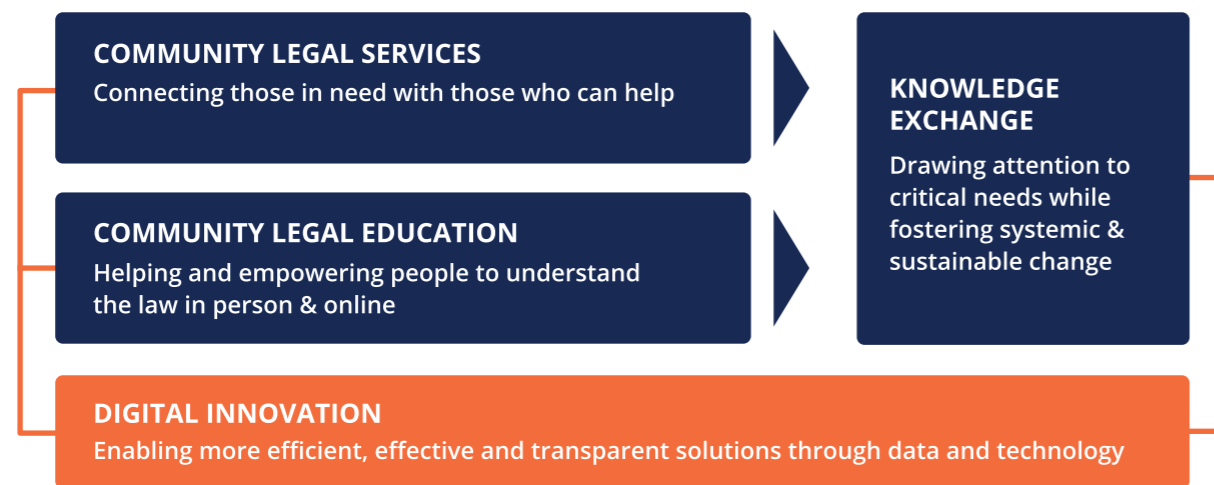 COMMUNITY LEGAL SERVICES
Connecting those in need with those who can help
COMMUNITY LEGAL EDUCATION
Helping and empowering people to understand
the law in person & online
KNOWLEDGE
EXCHANGE
Drawing attention to
critical needs while
fostering systemic &
sustainable change
DIGITAL INNOVATION
Enabling more efficient, effective and transparent solutions through data and technology